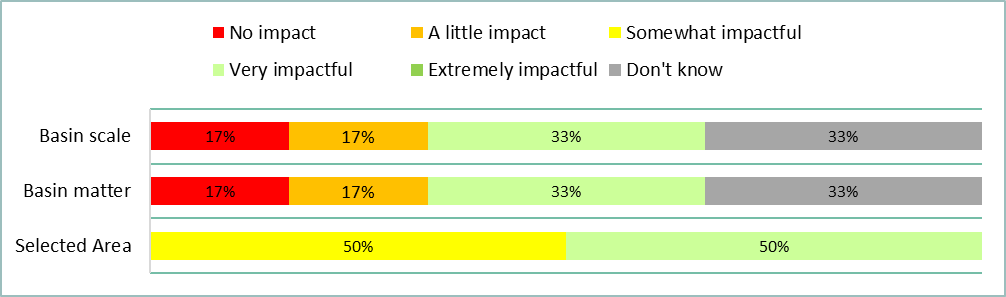 No impact A little impact Somewhat impactful
Very impactful Extremely impactful Don't know
Basin scale 17% 17% 33% 33%
Basin matter 17% 17% 33% 33%
Selected Area 50% 50%